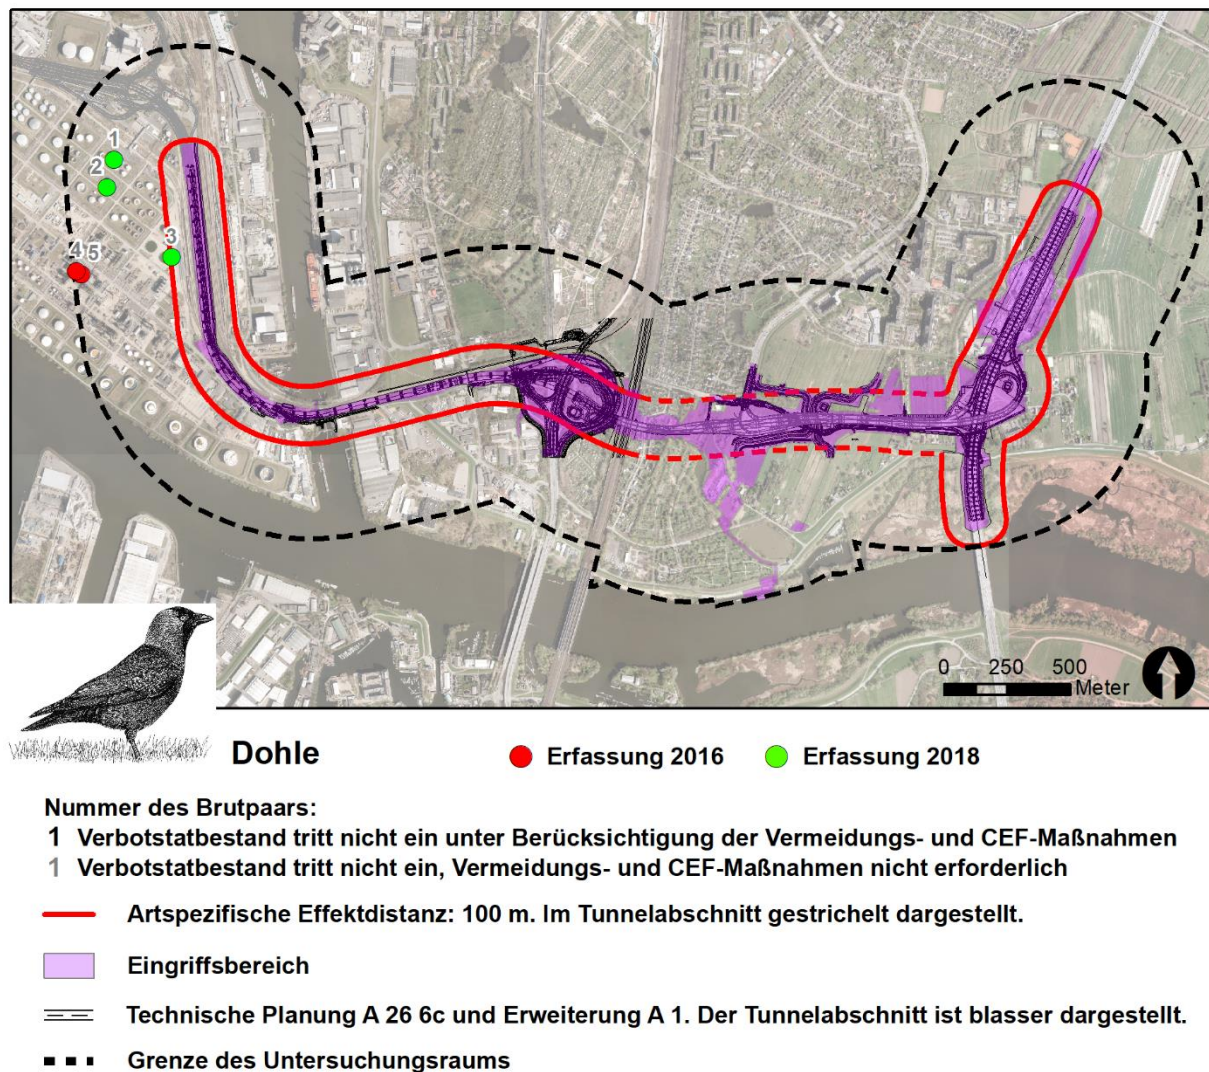 1
2
3
4 5
0 250 500
Meter
Dohle
Erfassung 2016
Erfassung 2018
Nummer des Brutpaars:
1 Verbotstatbestand tritt nicht ein unter Berücksichtigung der Vermeidungs- und CEF-Maßnahmen
1 Verbotstatbestand tritt nicht ein, Vermeidungs- und CEF-Maßnahmen nicht erforderlich
Artspezifische Effektdistanz: 100 m. Im Tunnelabschnitt gestrichelt dargestellt.
Eingriffsbereich
Technische Planung A 26 6c und Erweiterung A 1. Der Tunnelabschnitt ist blasser dargestellt.
Grenze des Untersuchungsraums